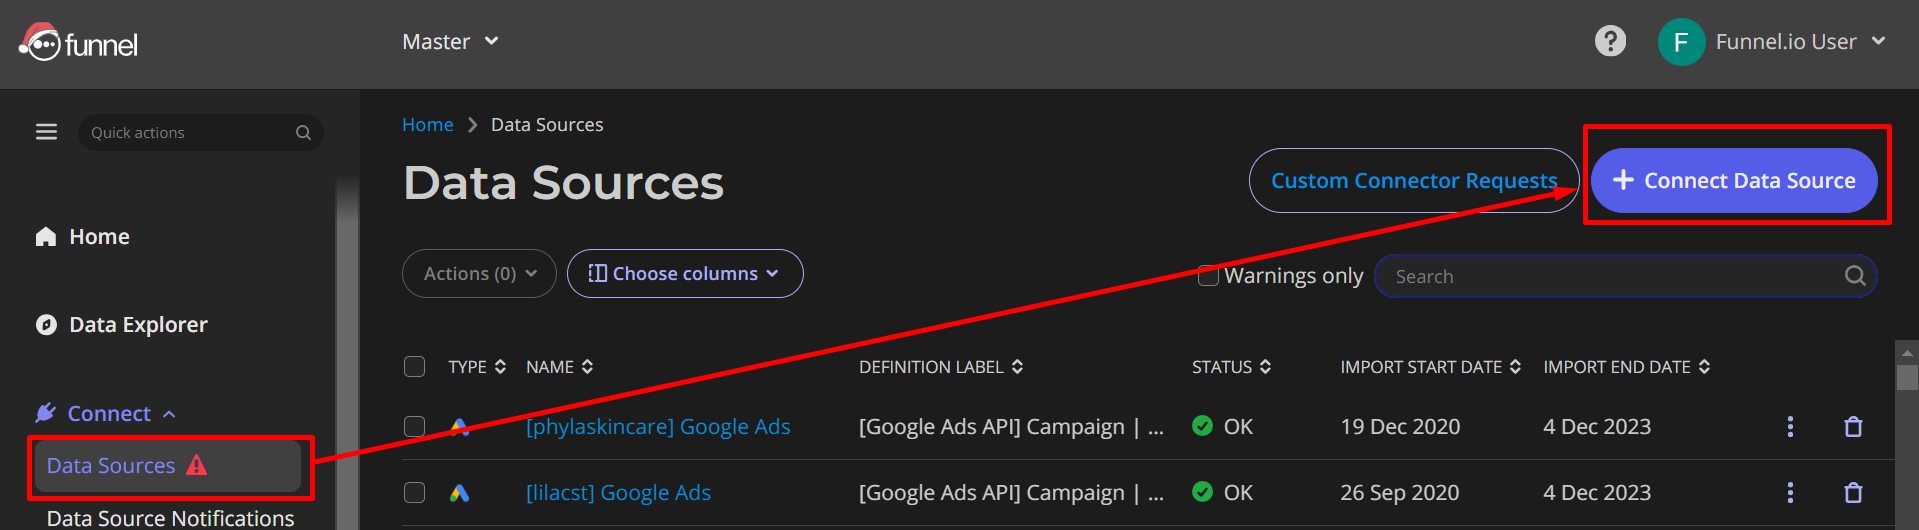 funnel
Master
?
F
Funnel.io User
Quick actions
Home
Data Explorer
Connect
Data Sources
Data Source Notifications
Home > Data Sources
Data Sources
Custom Connector Requests
+ Connect Data Source
Actions (0)
Choose columns
Warnings only
Search
TYPE NAME DEFINITION LABEL STATUS IMPORT START DATE IMPORT END DATE
[phylaskincare] Google Ads [Google Ads API] Campaign | ... OK 19 Dec 2020 4 Dec 2023
[lilacst] Google Ads [Google Ads API] Campaign | ... OK 26 Sep 2020 4 Dec 2023